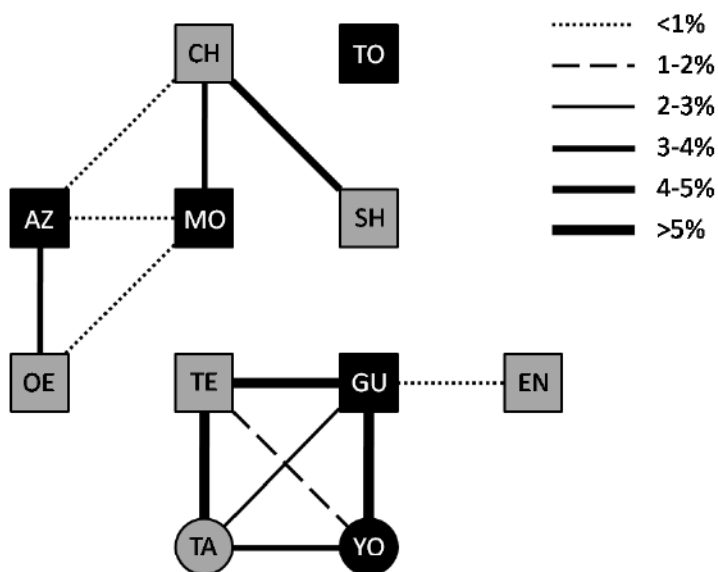 CH TO
AZ MO SH
OE TE GU EN
TA YO
<1%
1-2%
2-3%
3-4%
4-5%
>5%